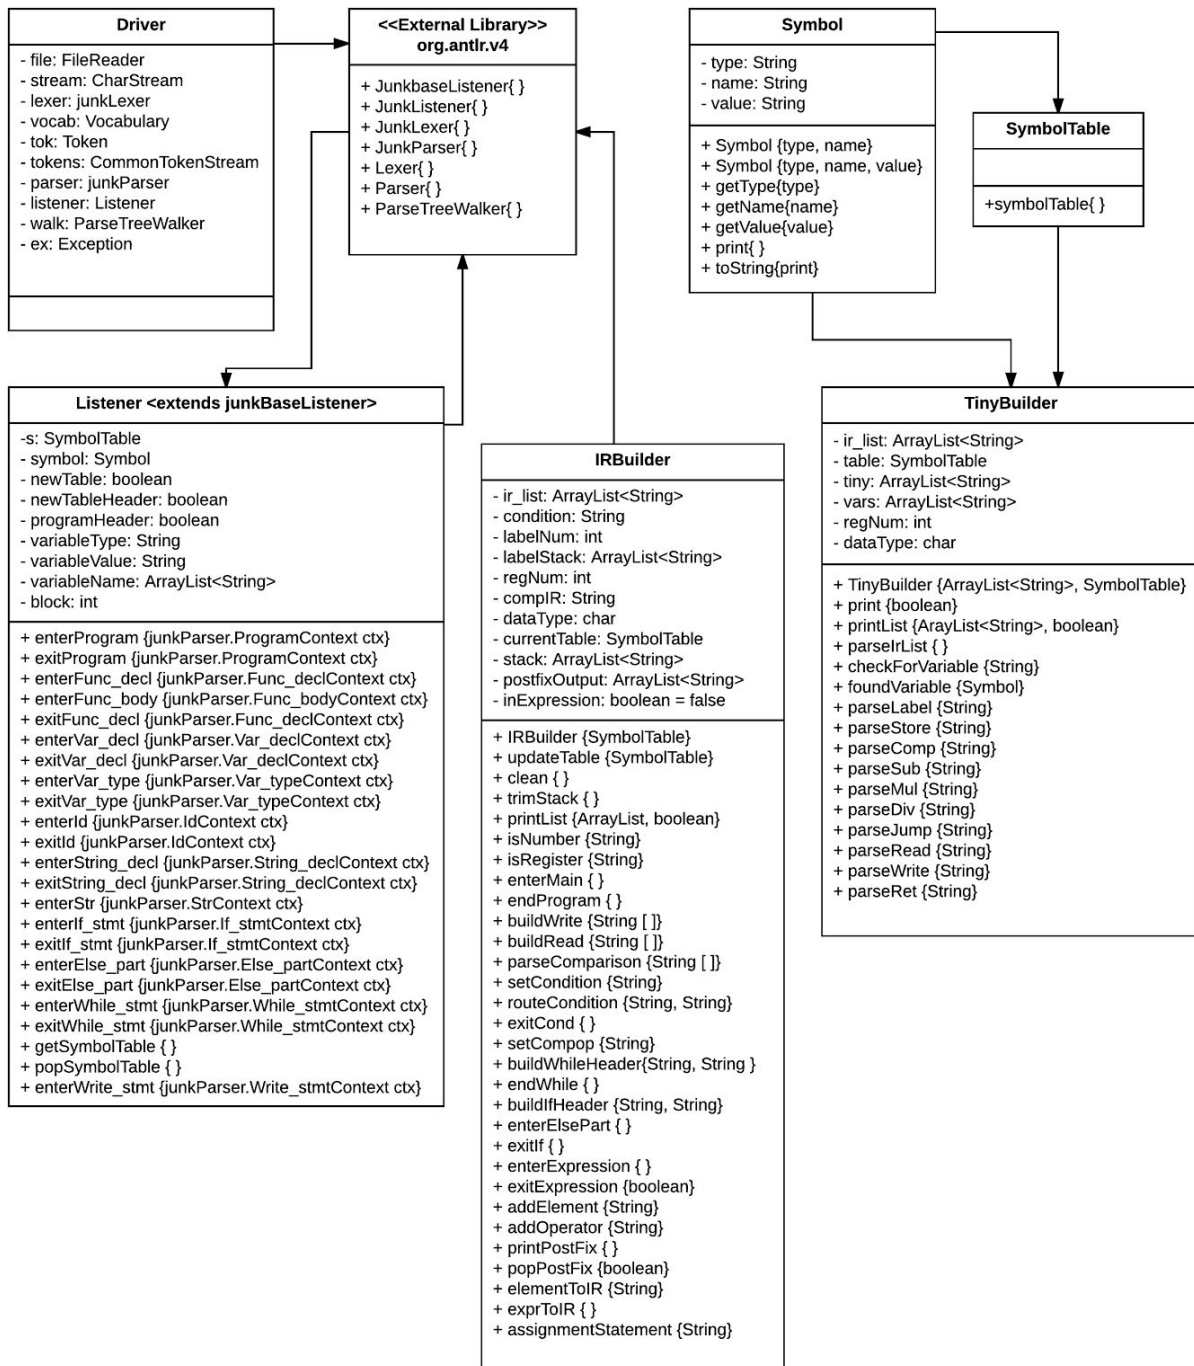 Driver
- file: FileReader
- stream: CharStream
- lexer: junkLexer
- vocab: Vocabulary
- tok: Token
- tokens: CommonTokenStream
- parser: junkParser
- listener: Listener
- walk: ParseTreeWalker
- ex: Exception
<<External Library>>
org.antlr.v4
+ JunkbaseListener{ }
+ JunkListener{ }
+ JunkLexer{ }
+ JunkParser{ }
+ Lexer{ }
+ Parser{ }
+ ParseTreeWalker{ }
Symbol
- type: String
- name: String
- value: String
+ Symbol {type, name}
+ Symbol {type, name, value}
+ getType{type}
+ getName{name}
+ getValue{value}
+ print{ }
+ toString{print}
SymbolTable
+symbolTable{ }
Listener <extends junkBaseListener>
-s: SymbolTable
- symbol: Symbol
- newTable: boolean
- newTableHeader: boolean
- programHeader: boolean
- variableType: String
- variableValue: String
- variableName: ArrayList<String>
- block: int
+ enterProgram {junkParser.ProgramContext ctx}
+ exitProgram {junkParser.ProgramContext ctx}
+ enterFunc_decl {junkParser.Func_declContext ctx}
+ enterFunc_body {junkParser.Func_bodyContext ctx}
+ exitFunc_decl {junkParser.Func_declContext ctx}
+ enterVar_decl {junkParser.Var_declContext ctx}
+ exitVar_decl {junkParser.Var_declContext ctx}
+ enterVar_type {junkParser.Var_typeContext ctx}
+ exitVar_type {junkParser.Var_typeContext ctx}
+ enterId {junkParser.IdContext ctx}
+ exitId {junkParser.IdContext ctx}
+ enterString_decl {junkParser.String_declContext ctx}
+ exitString_decl {junkParser.String_declContext ctx}
+ enterStr {junkParser.StrContext ctx}
+ enterIf_stmt {junkParser.If_stmtContext ctx}
+ exitIf_stmt {junkParser.If_stmtContext ctx}
+ enterElse_part {junkParser.Else_partContext ctx}
+ exitElse_part {junkParser.Else_partContext ctx}
+ enterWhile_stmt {junkParser.While_stmtContext ctx}
+ exitWhile_stmt {junkParser.While_stmtContext ctx}
+ getSymbolTable { }
+ popSymbolTable { }
+ enterWrite_stmt {junkParser.Write_stmtContext ctx}
IRBuilder
- ir_list: ArrayList<String>
- condition: String
- labelNum: int
- labelStack: ArrayList<String>
- regNum: int
- compIR: String
- dataType: char
- currentTable: SymbolTable
- stack: ArrayList<String>
- postfixOutput: ArrayList<String>
- inExpression: boolean = false
+ IRBuilder {SymbolTable}
+ updateTable {SymbolTable}
+ clean { }
+ trimStack { }
+ printList {ArrayList, boolean}
+ isNumber {String}
+ isRegister {String}
+ enterMain { }
+ endProgram { }
+ buildWrite {String [ ]}
+ buildRead {String [ ]}
+ parseComparison {String [ ]}
+ setCondition {String}
+ routeCondition {String, String}
+ exitCond { }
+ setCompop {String}
+ buildWhileHeader{String, String }
+ endWhile { }
+ buildIfHeader {String, String}
+ enterElsePart { }
+ exitIf { }
+ enterExpression { }
+ exitExpression {boolean}
+ addElement {String}
+ addOperator {String}
+ printPostFix { }
+ popPostFix {boolean}
+ elementToIR {String}
+ exprToIR { }
+ assignmentStatement {String}
TinyBuilder
- ir_list: ArrayList<String>
- table: SymbolTable
- tiny: ArrayList<String>
- vars: ArrayList<String>
- regNum: int
- dataType: char
+ TinyBuilder {ArrayList<String>, SymbolTable}
+ print {boolean}
+ printList {ArayList<String>, boolean}
+ parseIrList { }
+ checkForVariable {String}
+ foundVariable {Symbol}
+ parseLabel {String}
+ parseStore {String}
+ parseComp {String}
+ parseSub {String}
+ parseMul {String}
+ parseDiv {String}
+ parseJump {String}
+ parseRead {String}
+ parseWrite {String}
+ parseRet {String}